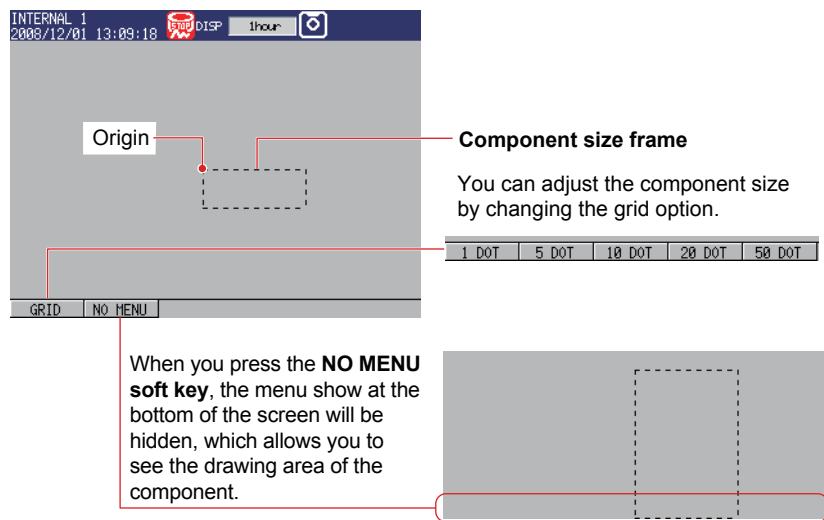 INTERNAL 1
2008/12/01 13:09:18 STOP DISP 1hour
Origin
Component size frame
You can adjust the component size
by changing the grid option.
1 DOT 5 DOT 10 DOT 20 DOT 50 DOT
GRID NO MENU
When you press the NO MENU
soft key, the menu show at the
bottom of the screen will be
hidden, which allows you to
see the drawing area of the
component.